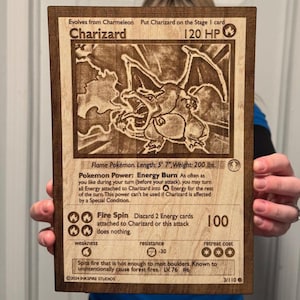 Evolves from Charmeleon Put Charizard on the Stage 1 card
Charizard 120 HP
Flame Pokémon. Length: 5' 7", Weight: 200 lbs.
Pokémon Power: Energy Burn As often as
you like during your turn (before your attack), you may turn
all Energy attached to Charizard into Energy for the rest
of the turn. This power can't be used if Charizard is affected
by a Special Condition.
Fire Spin Discard 2 Energy cards
attached to Charizard or this attack
does nothing.
100
weakness resistance retreat cost
-30
Spits fire that is hot enough to melt boulders. Known to
unintentionally cause forest fires. LV. 76 #6
3/110